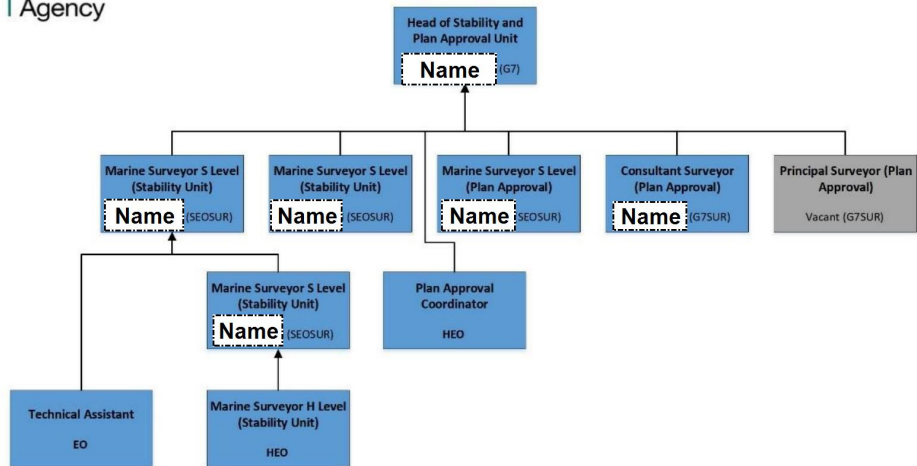 Agency
Head of Stability and
Plan Approval Unit
Name (G7)
Marine Surveyor S Level
(Stability Unit)
Name (SEOSUR)
Marine Surveyor S Level
(Stability Unit)
Name (SEOSUR)
Marine Surveyor S Level
(Plan Approval)
Name SEOSUR)
Consultant Surveyor
(Plan Approval)
Name (G7SUR)
Principal Surveyor (Plan
Approval)
Vacant (G7SUR)
Marine Surveyor S Level
(Stability Unit)
Name (SEOSUR)
Plan Approval
Coordinator
HEO
Technical Assistant
EO
Marine Surveyor H Level
(Stability Unit)
HEO